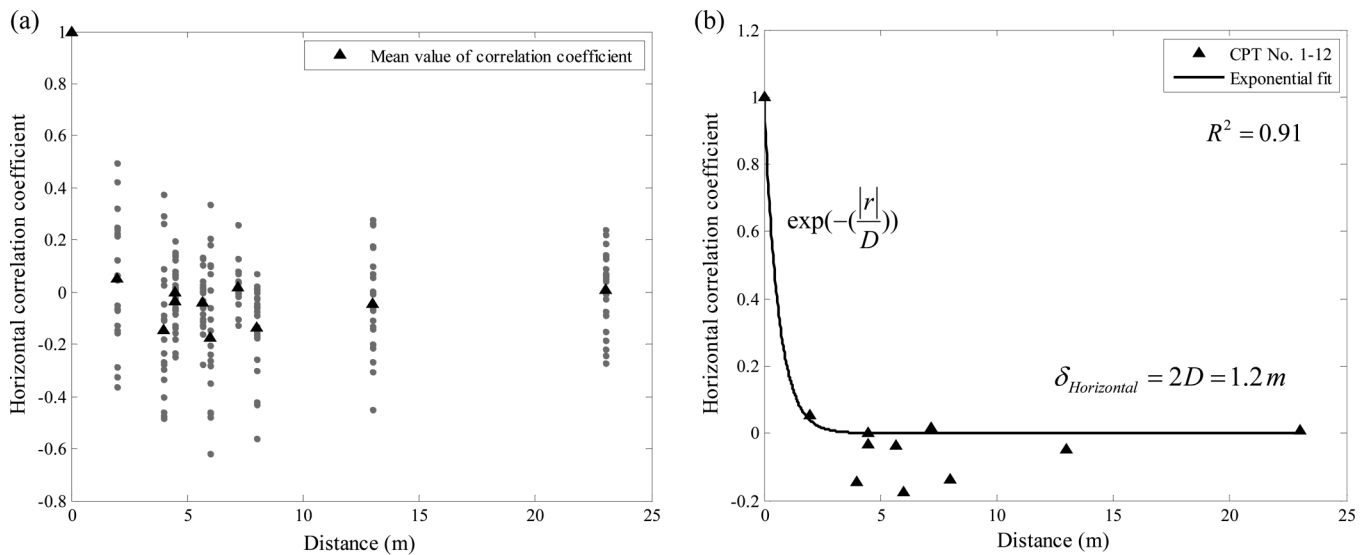 (a)
Horizontal correlation coefficient
1
0.8
0.6
0.4
0.2
0
-0.2
-0.4
-0.6
-0.8
0 5 10 15 20 25
Distance (m)
Mean value of correlation coefficient
(b)
Horizontal correlation coefficient
1.2
1
0.8
0.6
0.4
0.2
0
-0.2
0 5 10 15 20 25
Distance (m)
CPT No. 1-12
Exponential fit
R² = 0.91
exp(-(|r|/D))
δHorizontal = 2D = 1.2 m